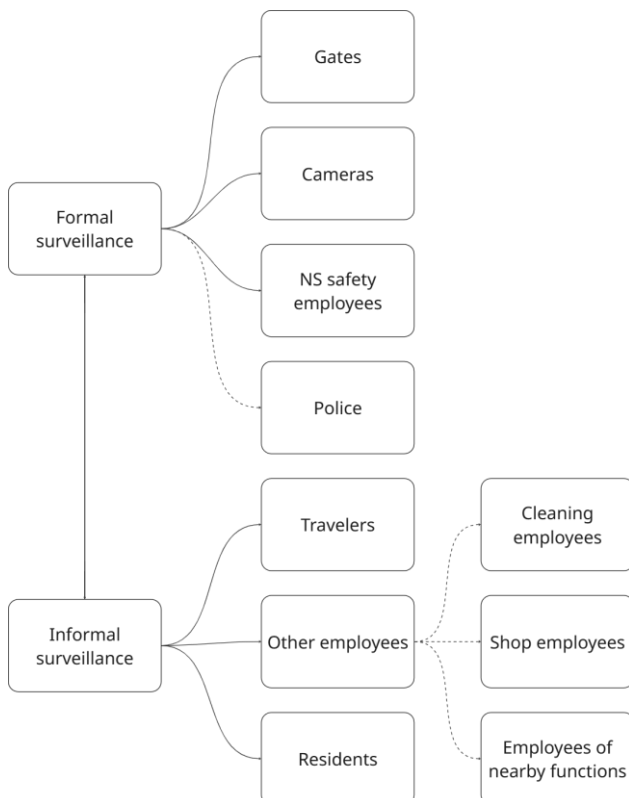 Gates
Cameras
Formal
surveillance
NS safety
employees
Police
Travelers
Cleaning
employees
Informal
surveillance
Other employees
Shop employees
Residents
Employees of
nearby functions